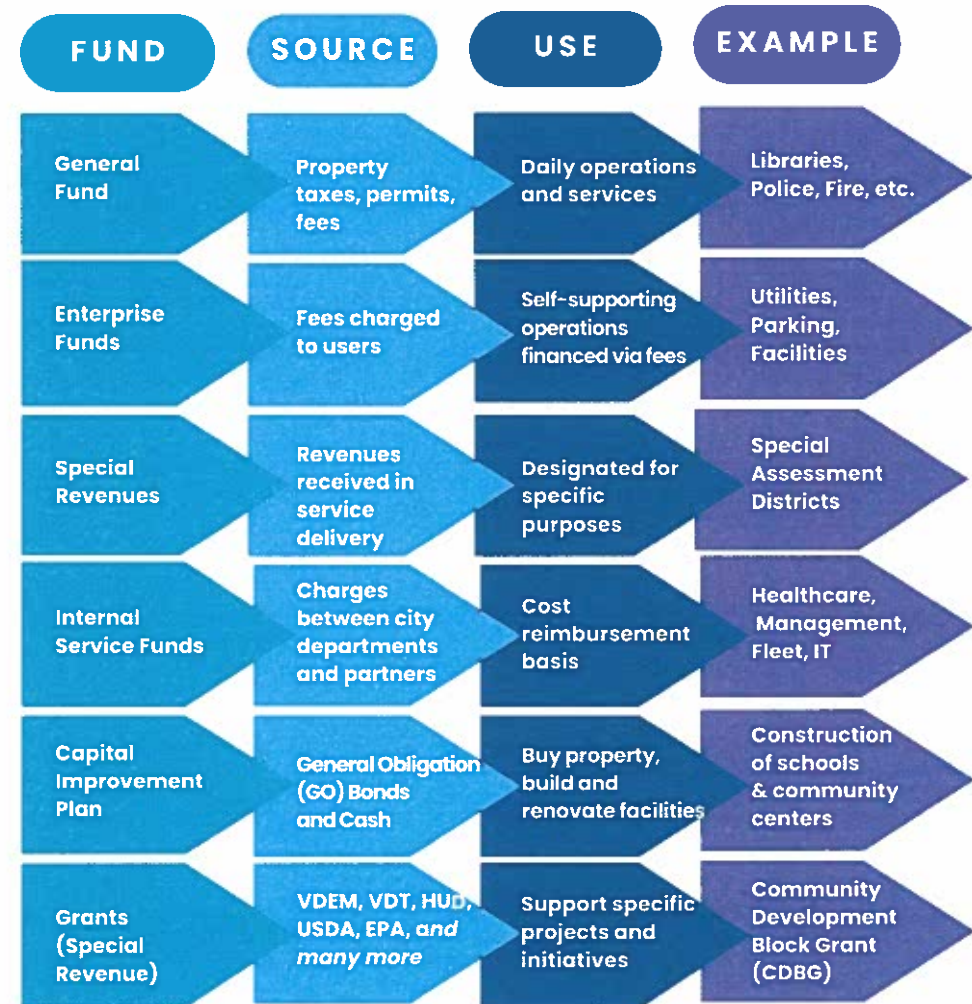 FUND
SOURCE
USE
EXAMPLE
General
Fund
Property
taxes, permits,
fees
Daily operations
and services
Libraries,
Police, Fire, etc.
Enterprise
Funds
Fees charged
to users
Self-supporting
operations
financed via fees
Utilities,
Parking,
Facilities
Special
Revenues
Revenues
received in
service
delivery
Designated for
specific
purposes
Special
Assessment
Districts
Internal
Service Funds
Charges
between city
departments
and partners
Cost
reimbursement
basis
Healthcare,
Management,
Fleet, IT
Capital
Improvement
Plan
General Obligation
(GO) Bonds
and Cash
Buy property,
build and
renovate facilities
Construction
of schools
& community
centers
Grants
(Special
Revenue)
VDEM, VDT, HUD,
USDA, EPA, and
many more
Support specific
projects and
initiatives
Community
Development
Block Grant
(CDBG)